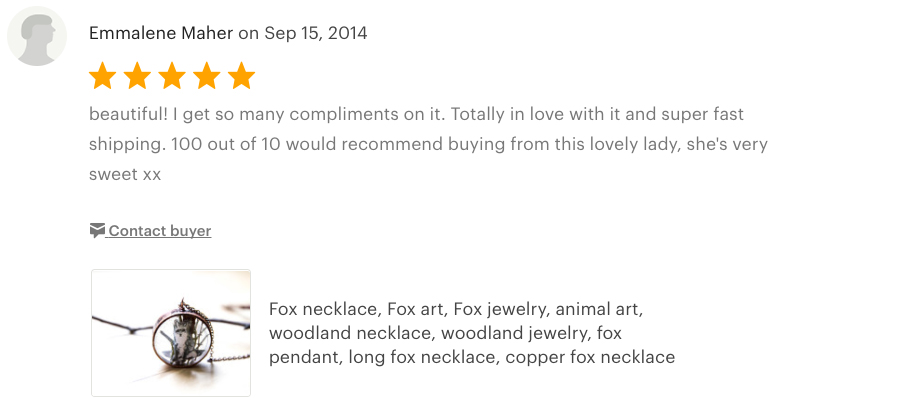 Emmalene Maher on Sep 15, 2014
beautiful! I get so many compliments on it. Totally in love with it and super fast
shipping. 100 out of 10 would recommend buying from this lovely lady, she's very
sweet xx
Contact buyer
Fox necklace, Fox art, Fox jewelry, animal art,
woodland necklace, woodland jewelry, fox
pendant, long fox necklace, copper fox necklace